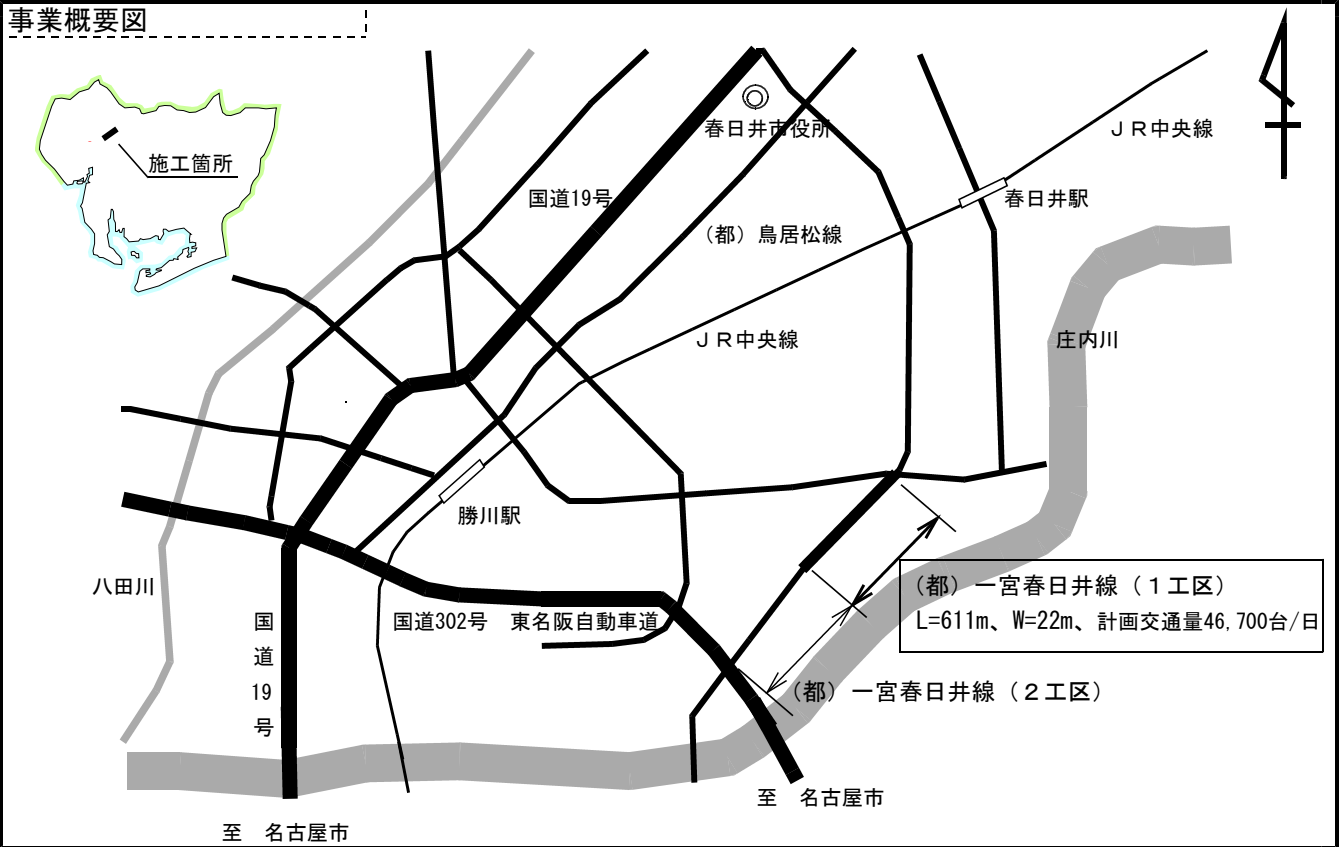 事業概要図
施工箇所
春日井市役所
ＪＲ中央線
国道19号
春日井駅
（都）鳥居松線
ＪＲ中央線
庄内川
勝川駅
八田川
国道19号
国道302号　東名阪自動車道
（都）一宮春日井線（１工区）
L=611m、W=22m、計画交通量46,700台/日
（都）一宮春日井線（２工区）
至　名古屋市
至　名古屋市